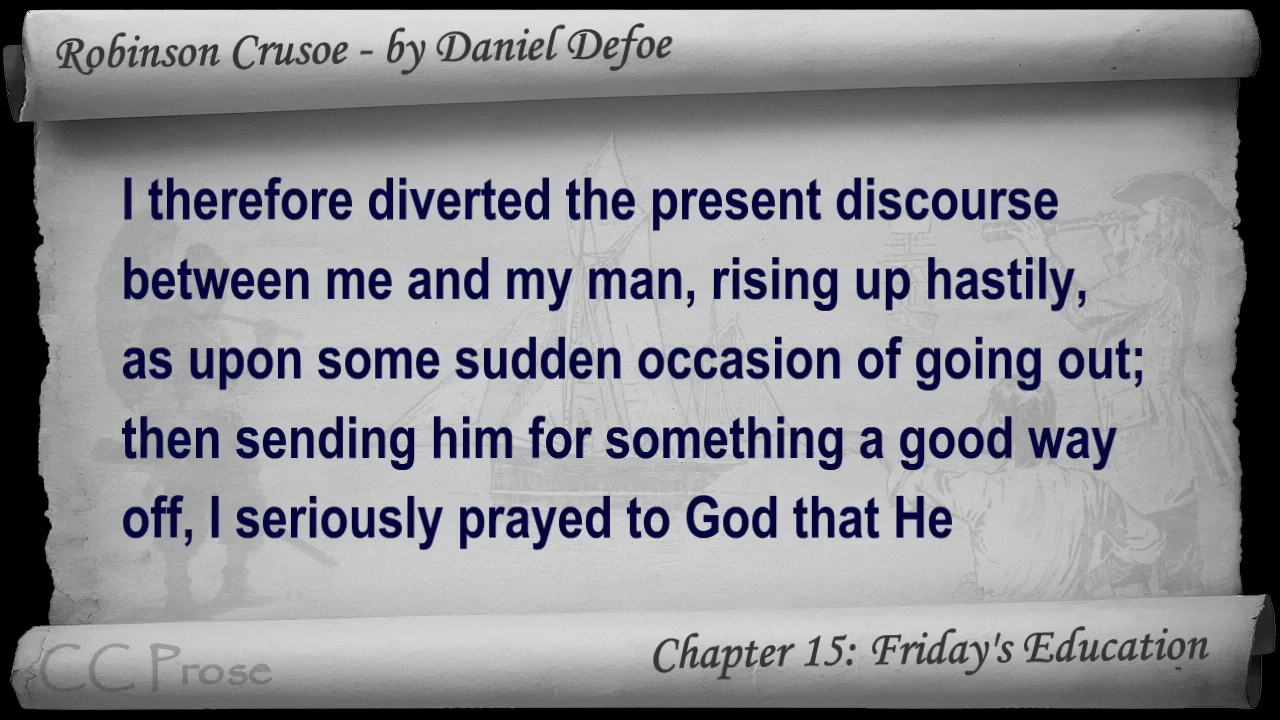 Robinson Crusoe - by Daniel Defoe
I therefore diverted the present discourse
between me and my man, rising up hastily,
as upon some sudden occasion of going out;
then sending him for something a good way
off, I seriously prayed to God that He
Chapter 15: Friday's Education
CC Prose